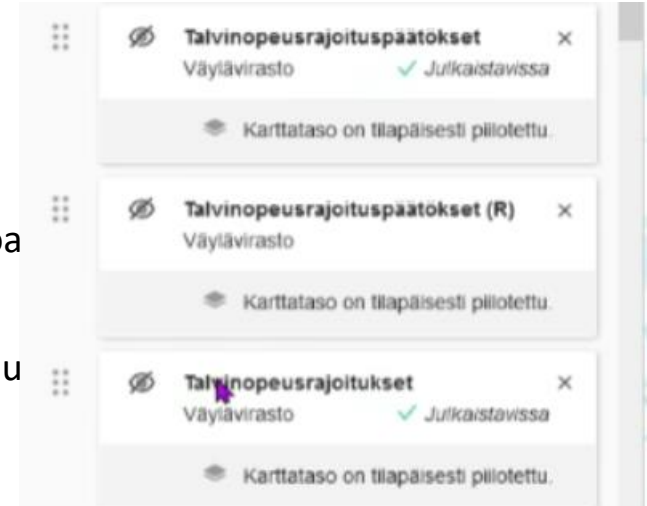 Talvinopeusrajoituspäätökset
Väylävirasto Julkaistavissa
Karttataso on tilapäisesti piilotettu.
Talvinopeusrajoituspäätökset (R)
pa
Väylävirasto
Karttataso on tilapäisesti piilotettu.
u
Talvinopeusrajoitukset
Väylävirasto Julkaistavissa
Karttataso on tilapäisesti piilotettu.